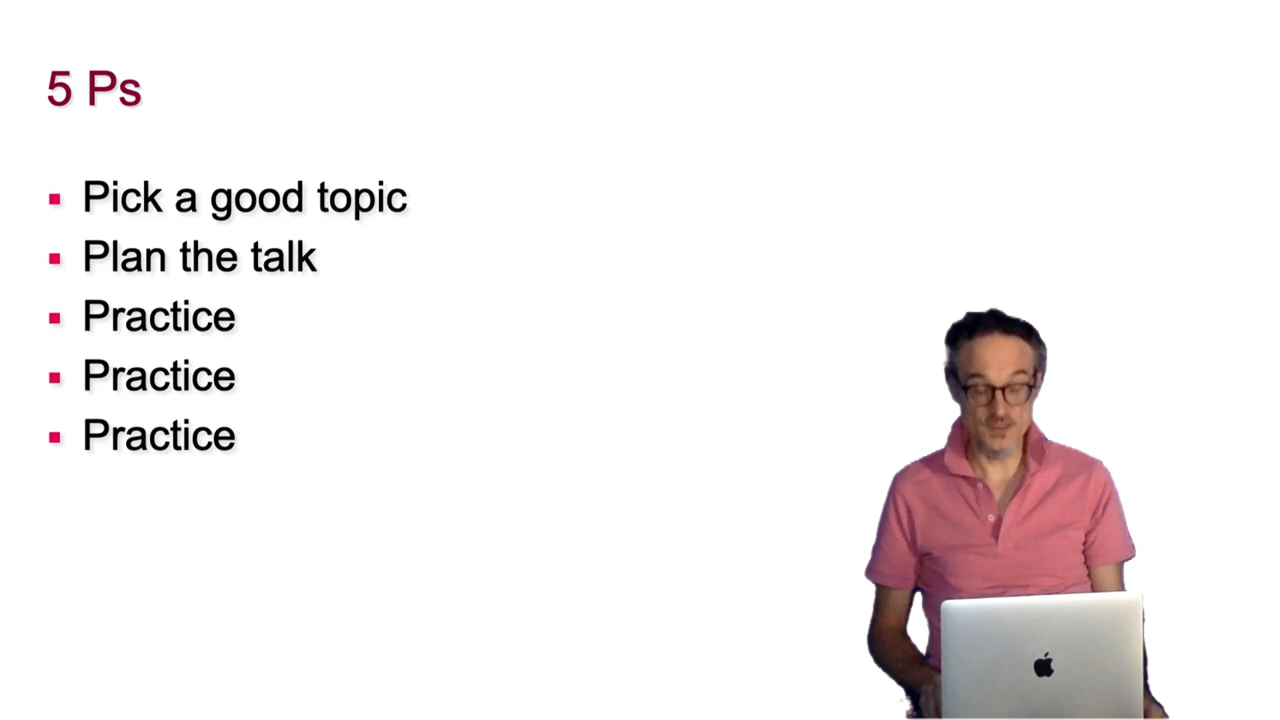 5 Ps
Pick a good topic
Plan the talk
Practice
Practice
Practice